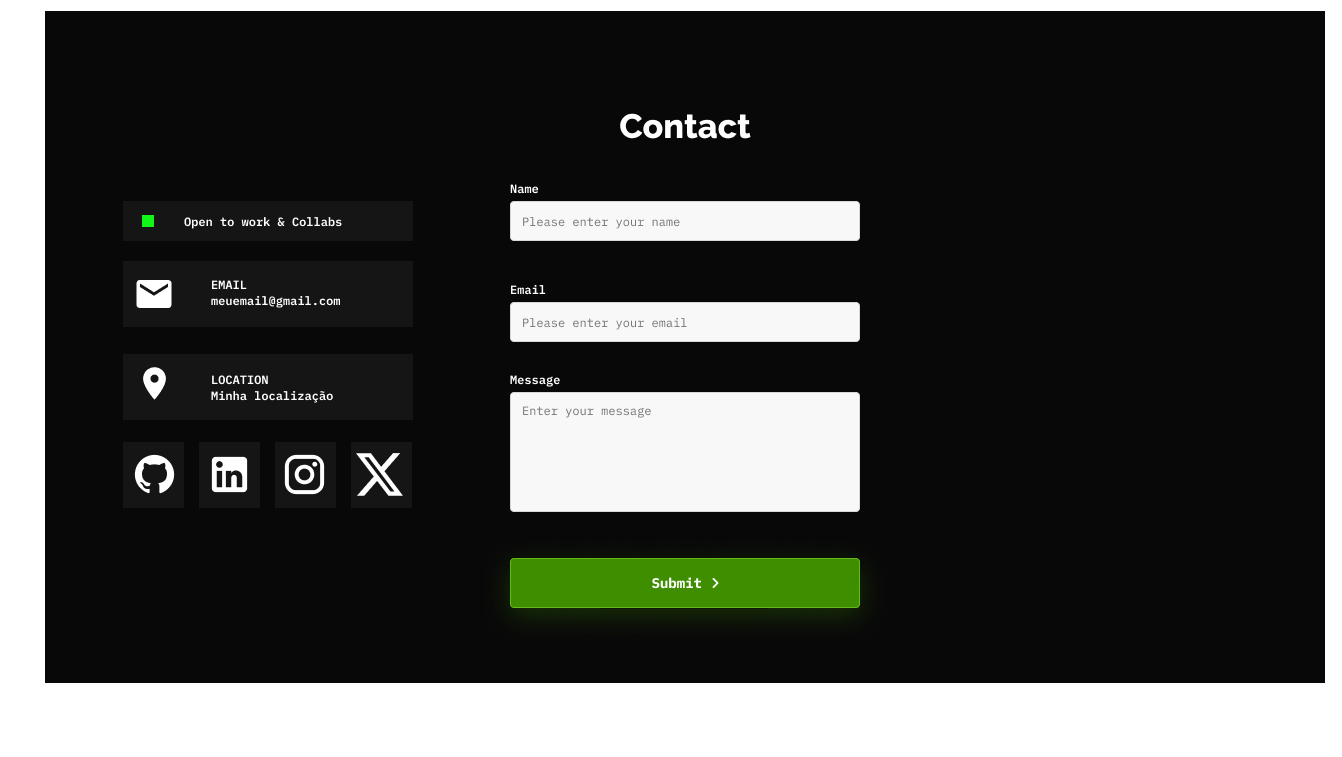 Contact
Open to work & Collabs
EMAIL
meuemail@gmail.com
LOCATION
Minha localização
Name
Please enter your name
Email
Please enter your email
Message
Enter your message
Submit